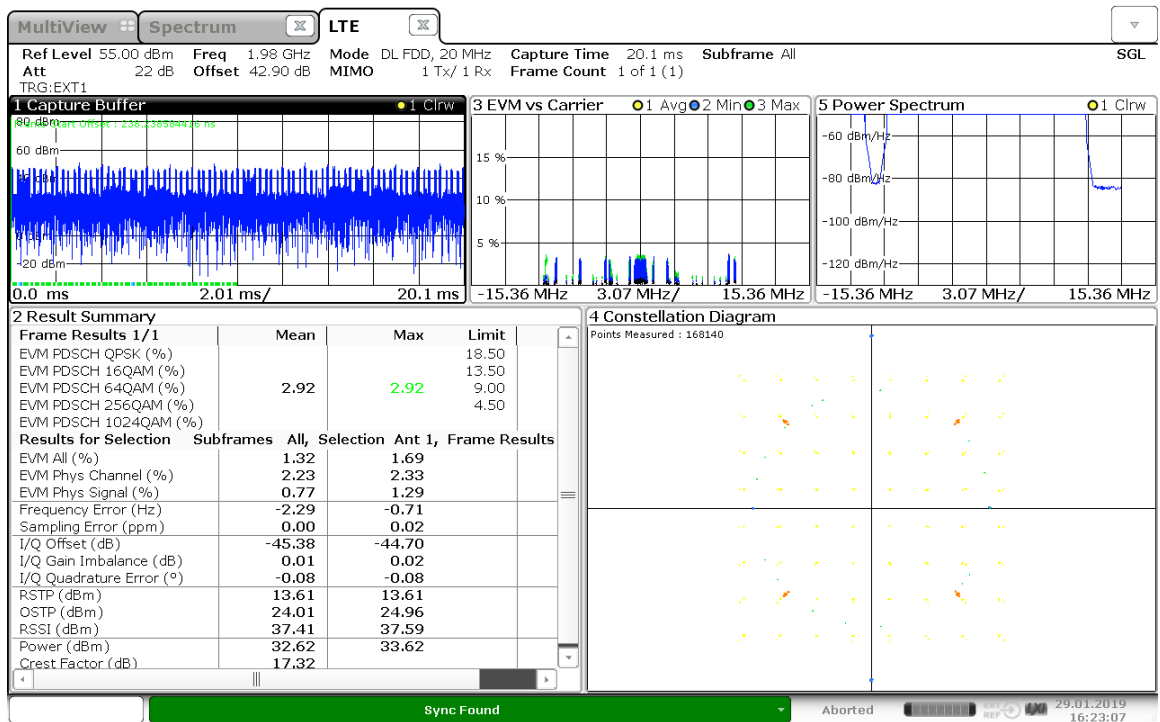 MultiView Spectrum LTE
Ref Level 55.00 dBm Freq 1.98 GHz Mode DL FDD, 20 MHz Capture Time 20.1 ms Subframe All SGL
Att 22 dB Offset 42.90 dB MIMO 1 Tx/ 1 Rx Frame Count 1 of 1 (1)
TRG:EXT1
1 Capture Buffer 1 Clrw
80 dBm
Frame Start Offset : 238.238584416 ns
60 dBm
-20 dBm
0.0 ms 2.01 ms/ 20.1 ms
3 EVM vs Carrier 1 Avg 2 Min 3 Max
15 %
10 %
5 %
-15.36 MHz 3.07 MHz/ 15.36 MHz
5 Power Spectrum 1 Clrw
-60 dBm/Hz
-80 dBm/Hz
-100 dBm/Hz
-120 dBm/Hz
-15.36 MHz 3.07 MHz/ 15.36 MHz
2 Result Summary
Frame Results 1/1 Mean Max Limit
EVM PDSCH QPSK (%) 18.50
EVM PDSCH 16QAM (%) 13.50
EVM PDSCH 64QAM (%) 2.92 2.92 9.00
EVM PDSCH 256QAM (%) 4.50
EVM PDSCH 1024QAM (%)
Results for Selection Subframes All, Selection Ant 1, Frame Results
EVM All (%) 1.32 1.69
EVM Phys Channel (%) 2.23 2.33
EVM Phys Signal (%) 0.77 1.29
Frequency Error (Hz) -2.29 -0.71
Sampling Error (ppm) 0.00 0.02
I/Q Offset (dB) -45.38 -44.70
I/Q Gain Imbalance (dB) 0.01 0.02
I/Q Quadrature Error (°) -0.08 -0.08
RSTP (dBm) 13.61 13.61
OSTP (dBm) 24.01 24.96
RSSI (dBm) 37.41 37.59
Power (dBm) 32.62 33.62
Crest Factor (dB) 17.32
4 Constellation Diagram
Points Measured : 168140
Sync Found
Aborted
EXT
REF
LXI
29.01.2019
16:23:07